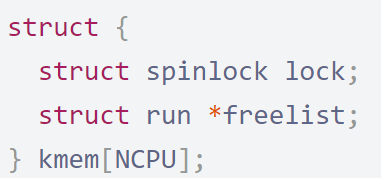 struct {
  struct spinlock lock;
  struct run *freelist;
} kmem[NCPU];